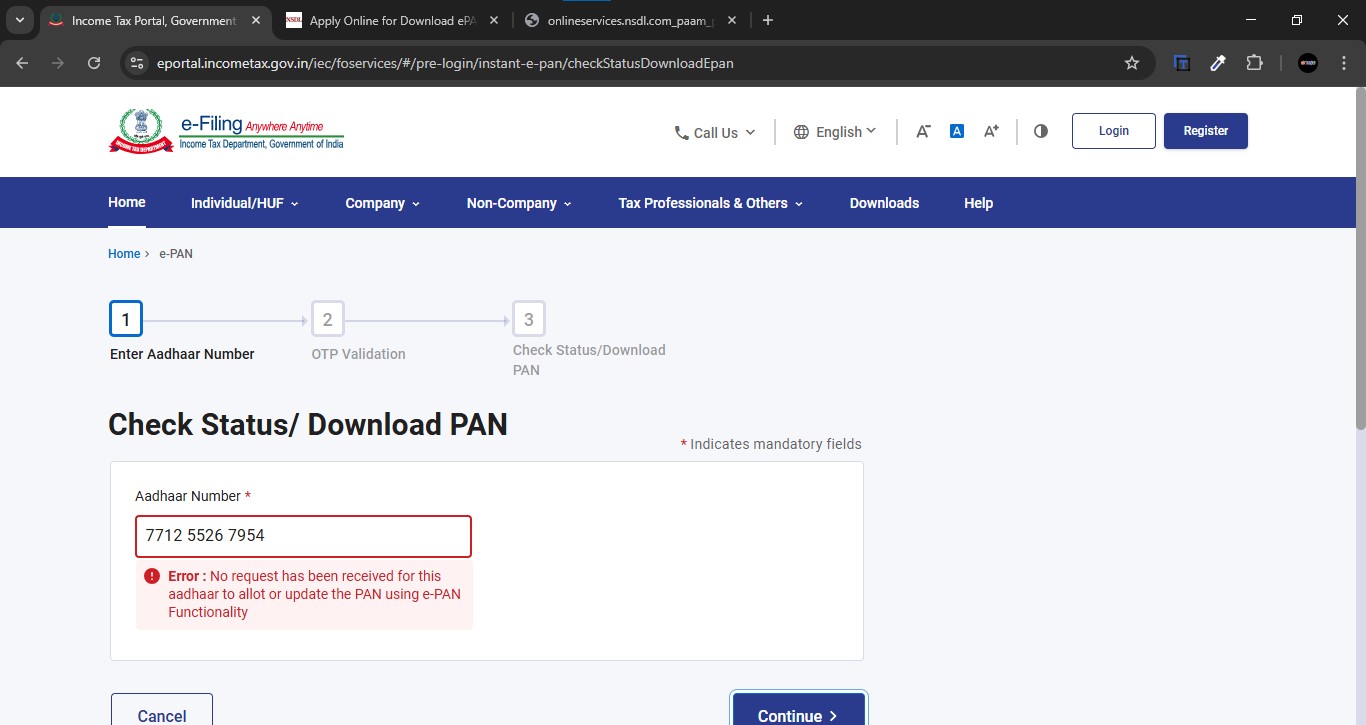 Income Tax Portal, Government
Apply Online for Download ePA
onlineservices.nsdl.com_paam_
eportal.incometax.gov.in/iec/foservices/#/pre-login/instant-e-pan/checkStatusDownloadEpan
e-Filing Anywhere Anytime
Income Tax Department, Government of India
Call Us
English
A-
A
A+
Login
Register
Home
Individual/HUF
Company
Non-Company
Tax Professionals & Others
Downloads
Help
Home > e-PAN
1
2
3
Enter Aadhaar Number
OTP Validation
Check Status/Download
PAN
Check Status/ Download PAN
* Indicates mandatory fields
Aadhaar Number *
7712 5526 7954
Error : No request has been received for this
aadhaar to allot or update the PAN using e-PAN
Functionality
Cancel
Continue >